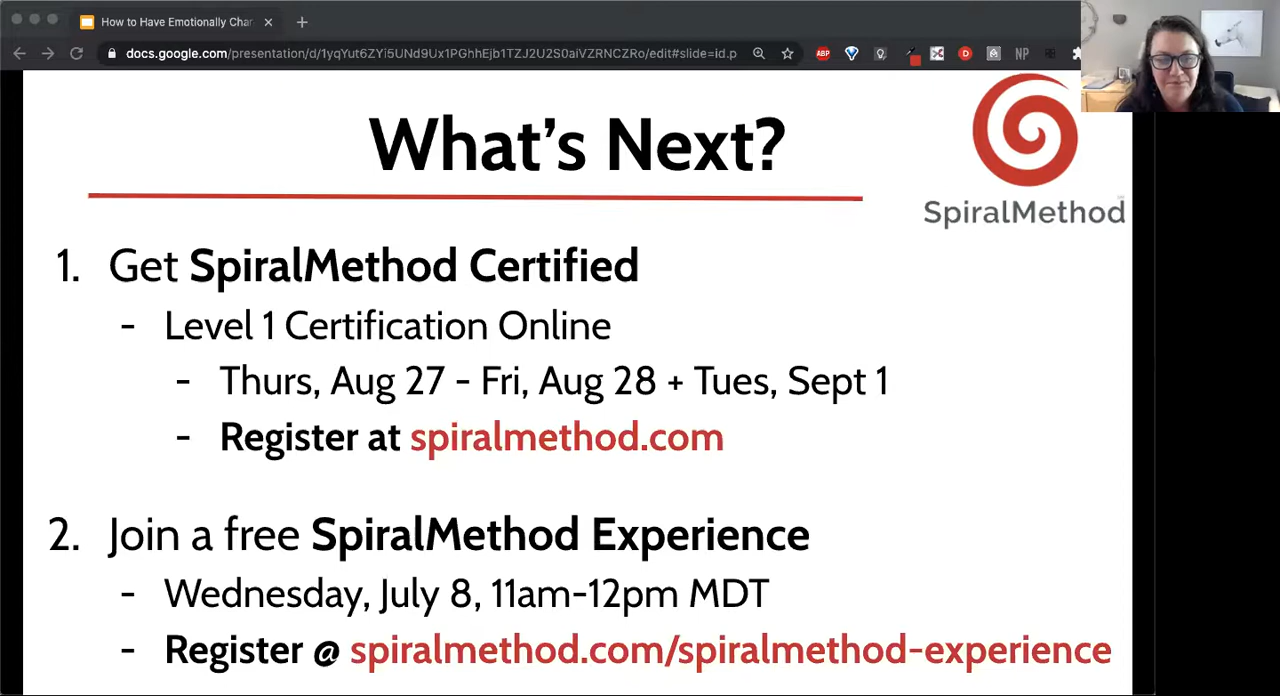 How to Have Emotionally Char
docs.google.com/presentation/d/1yqYut6ZYi5UNd9Ux1PGhhEjb1TZJ2U2S0aiVZRNCZRo/edit#slide=id.p
ABP
D
NP
What's Next?
SpiralMethod
1. Get SpiralMethod Certified
- Level 1 Certification Online
- Thurs, Aug 27 - Fri, Aug 28 + Tues, Sept 1
- Register at spiralmethod.com
2. Join a free SpiralMethod Experience
- Wednesday, July 8, 11am-12pm MDT
- Register @ spiralmethod.com/spiralmethod-experience